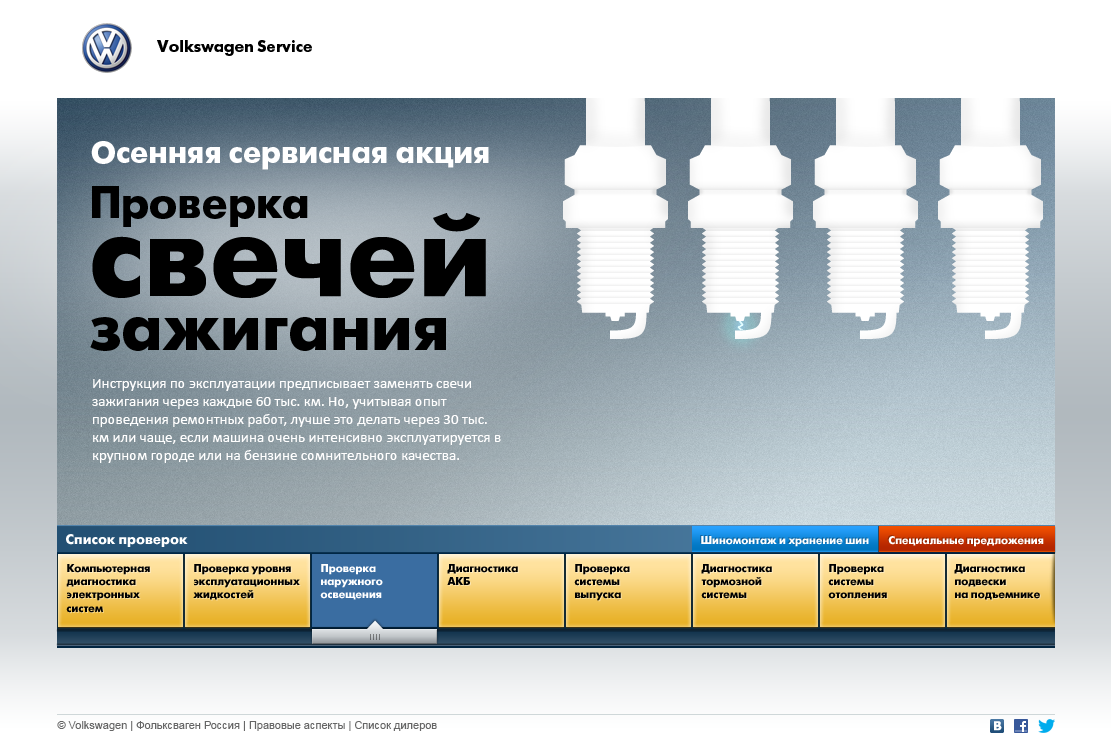 Volkswagen Service
Осенняя сервисная акция
Проверка
свечей
зажигания
Инструкция по эксплуатации предписывает заменять свечи
зажигания через каждые 60 тыс. км. Но, учитывая опыт
проведения ремонтных работ, лучше это делать через 30 тыс.
км или чаще, если машина очень интенсивно эксплуатируется в
крупном городе или на бензине сомнительного качества.
Список проверок
Шиномонтаж и хранение шин
Специальные предложения
Компьютерная
диагностика
электронных
систем
Проверка уровня
эксплуатационных
жидкостей
Проверка
наружного
освещения
Диагностика
АКБ
Проверка
системы
выпуска
Диагностика
тормозной
системы
Проверка
системы
отопления
Диагностика
подвески
на подъемнике
© Volkswagen | Фольксваген Россия | Правовые аспекты | Список дилеров